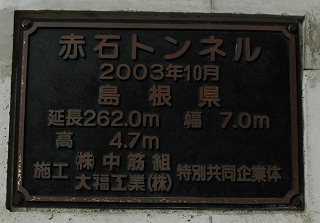 赤石トンネル
2003年10月
島根県
延長262.0m 幅 7.0m
高 4.7m
施工 ㈱中筋組 特別共同企業体
大福工業㈱